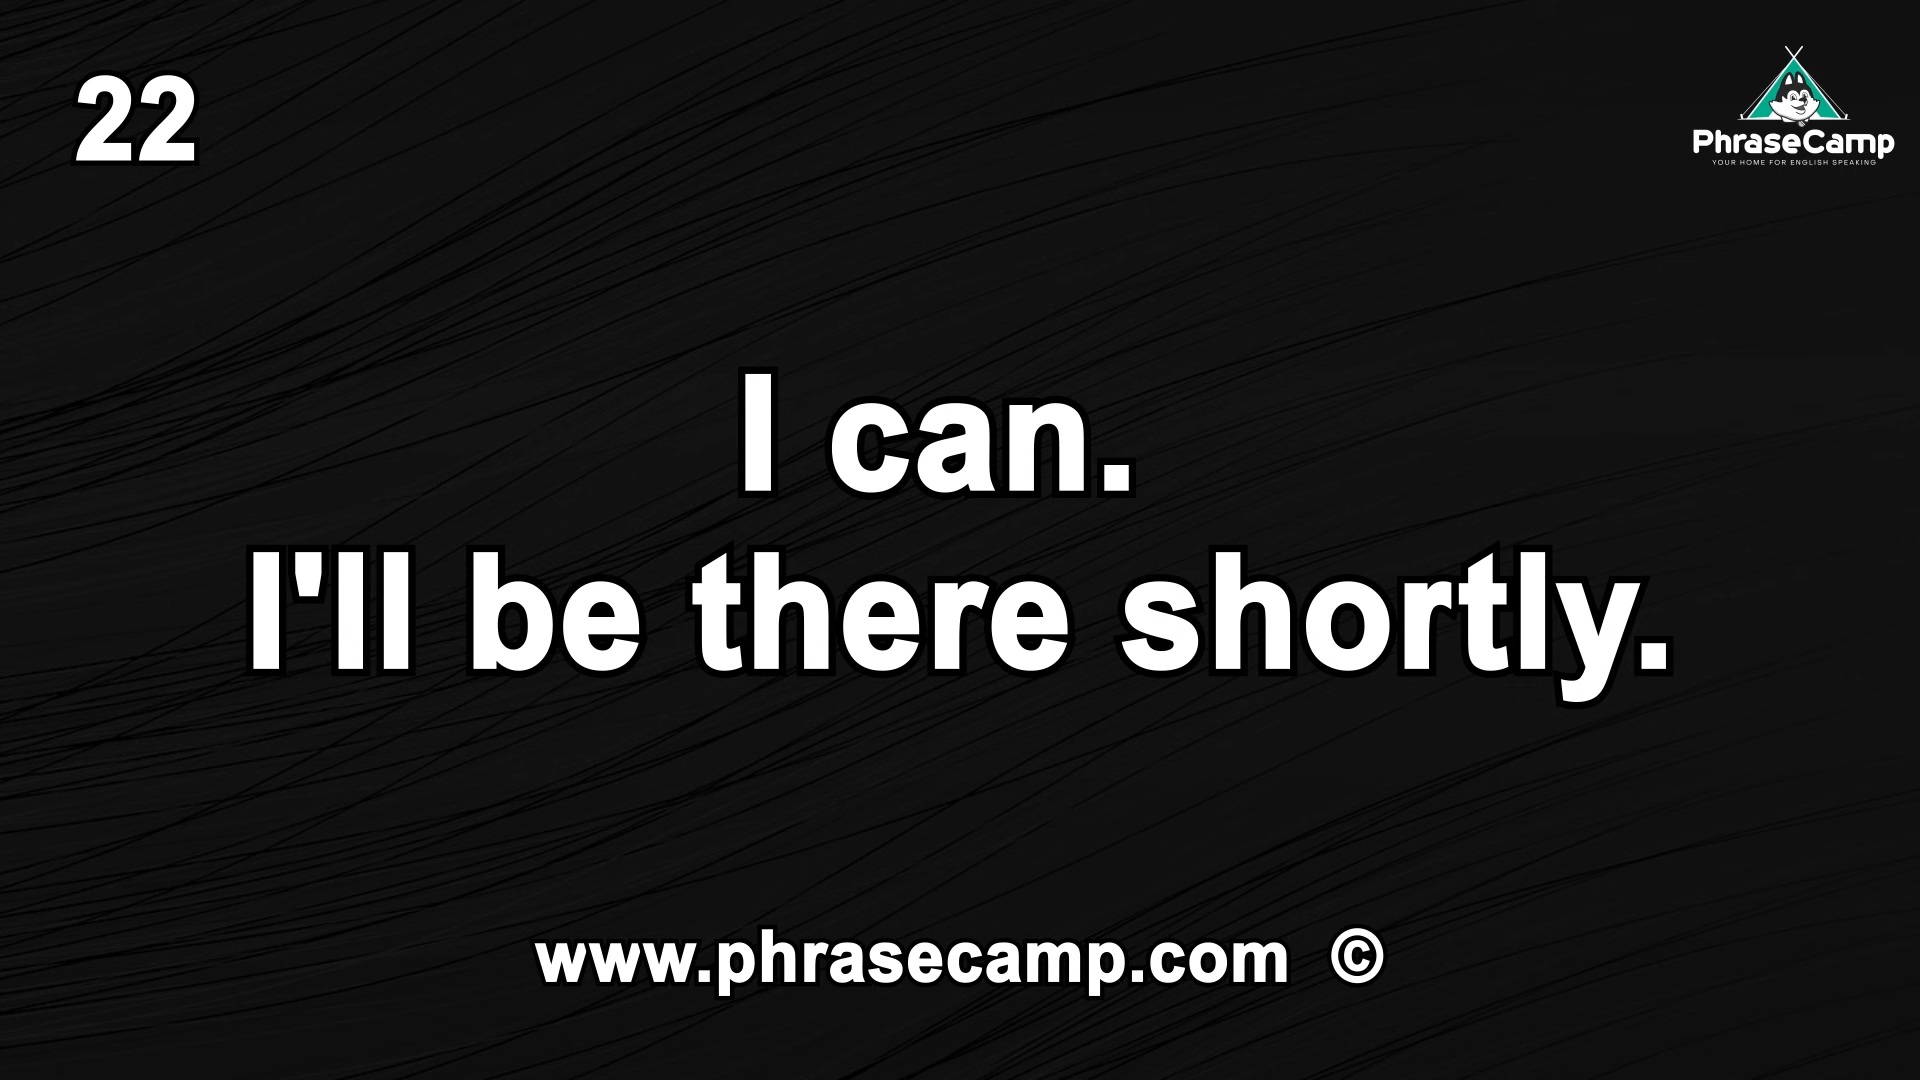 22
PhraseCamp
YOUR HOME FOR ENGLISH SPEAKING
I can.
I'll be there shortly.
www.phrasecamp.com ©